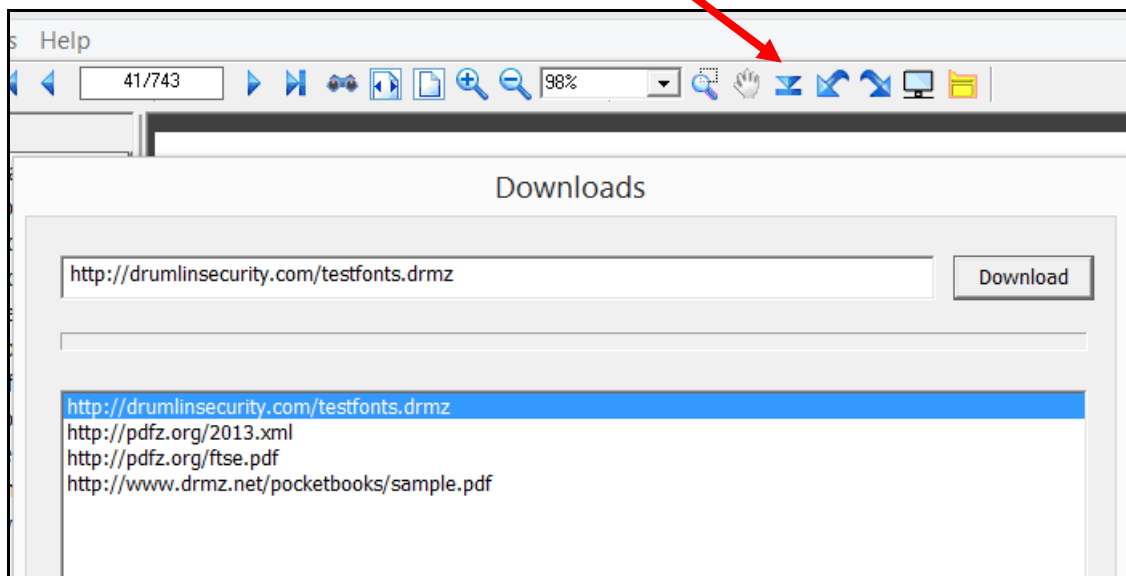 s Help
41/743 98%
Downloads
http://drumlinsecurity.com/testfonts.drmz Download
http://drumlinsecurity.com/testfonts.drmz
http://pdfz.org/2013.xml
http://pdfz.org/ftse.pdf
http://www.drmz.net/pocketbooks/sample.pdf